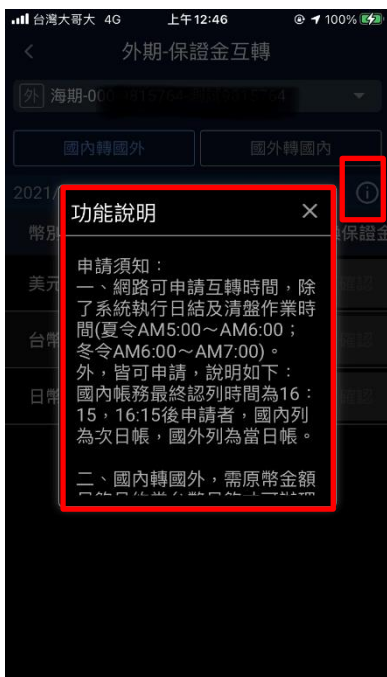 台灣大哥大 4G 上午12:46 100%
外期-保證金互轉
外 海期-00
國內轉國外 國外轉國內
2021/
功能說明 ×
幣別 保證金
申請須知：
一、網路可申請互轉時間，除
了系統執行日結及清盤作業時
間(夏令AM5:00～AM6:00；
冬令AM6:00～AM7:00)。
外，皆可申請，說明如下：
國內帳務最終認列時間為16：
15，16:15後申請者，國內列
為次日帳，國外列為當日帳。
二、國內轉國外，需原幣金額
美元
台幣
日幣